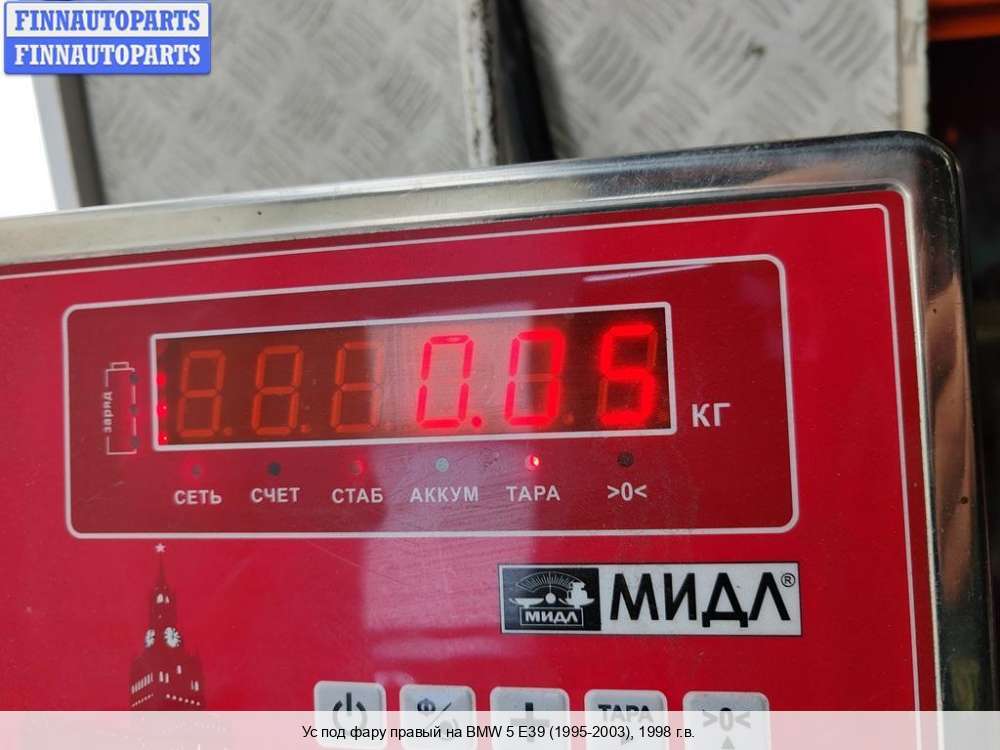 FINNAUTOPARTS
FINNAUTOPARTS
заряд
0.05 КГ
СЕТЬ СЧЕТ СТАБ АККУМ ТАРА >0<
МИДЛ МИДЛ®
ТАРА >0<
Ус под фару правый на BMW 5 E39 (1995-2003), 1998 г.в.